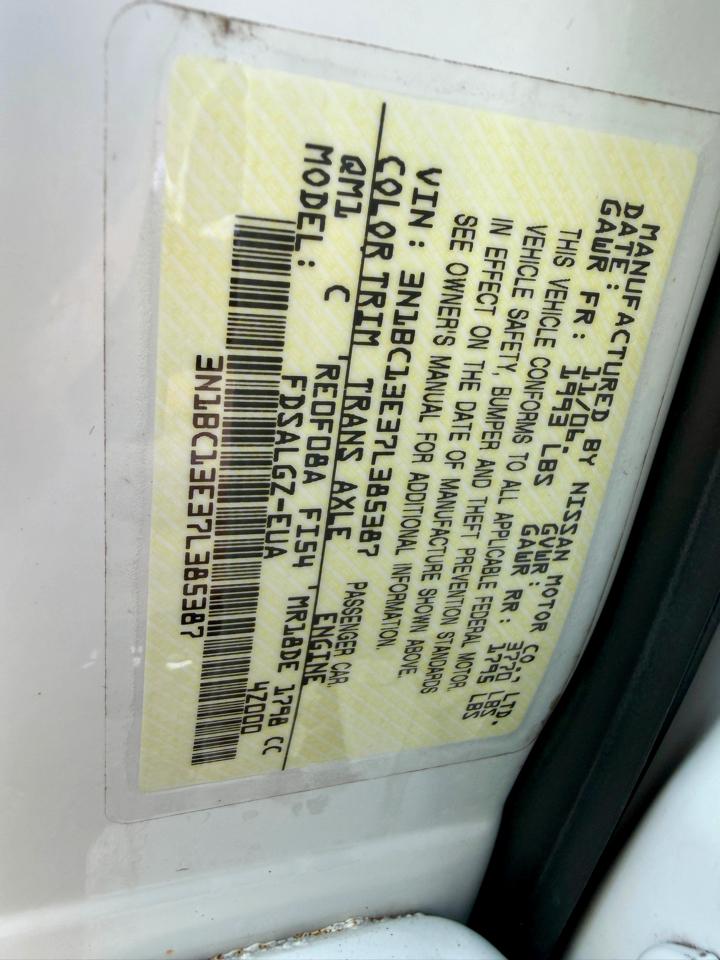 MANUFACTURED BY NISSAN MOTOR CO., LTD.
DATE: 11/06 GVWR: 3770 LBS
GAWR FR: 1993 LBS GAWR RR: 1795 LBS
THIS VEHICLE CONFORMS TO ALL APPLICABLE FEDERAL MOTOR
VEHICLE SAFETY, BUMPER AND THEFT PREVENTION STANDARDS
IN EFFECT ON THE DATE OF MANUFACTURE SHOWN ABOVE.
SEE OWNER'S MANUAL FOR ADDITIONAL INFORMATION.
VIN: 3N1BC13E37L385387 PASSENGER CAR
COLOR TRIM TRANS AXLE ENGINE
QM1 C RE0F08A FI54 MR18DE 1798 CC
MODEL: FDSALGZ-EUA 4Z000
3N1BC13E37L385387